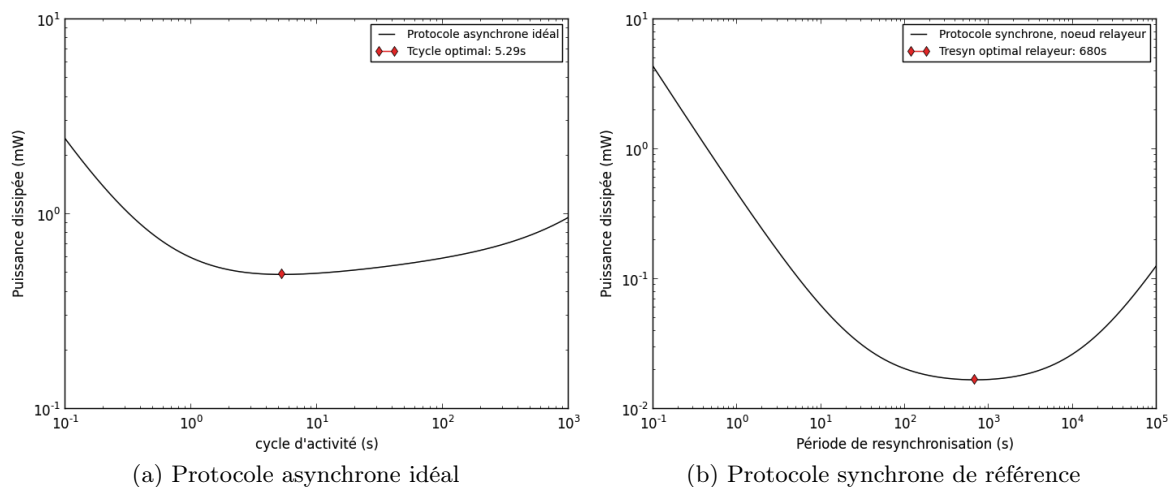 Protocole asynchrone idéal
Tcycle optimal: 5.29s
Puissance dissipée (mW)
10^1
10^0
10^-1
10^-1 10^0 10^1 10^2 10^3
cycle d'activité (s)
(a) Protocole asynchrone idéal
Protocole synchrone, noeud relayeur
Tresyn optimal relayeur: 680s
Puissance dissipée (mW)
10^1
10^0
10^-1
10^-2
10^-1 10^0 10^1 10^2 10^3 10^4 10^5
Période de resynchronisation (s)
(b) Protocole synchrone de référence